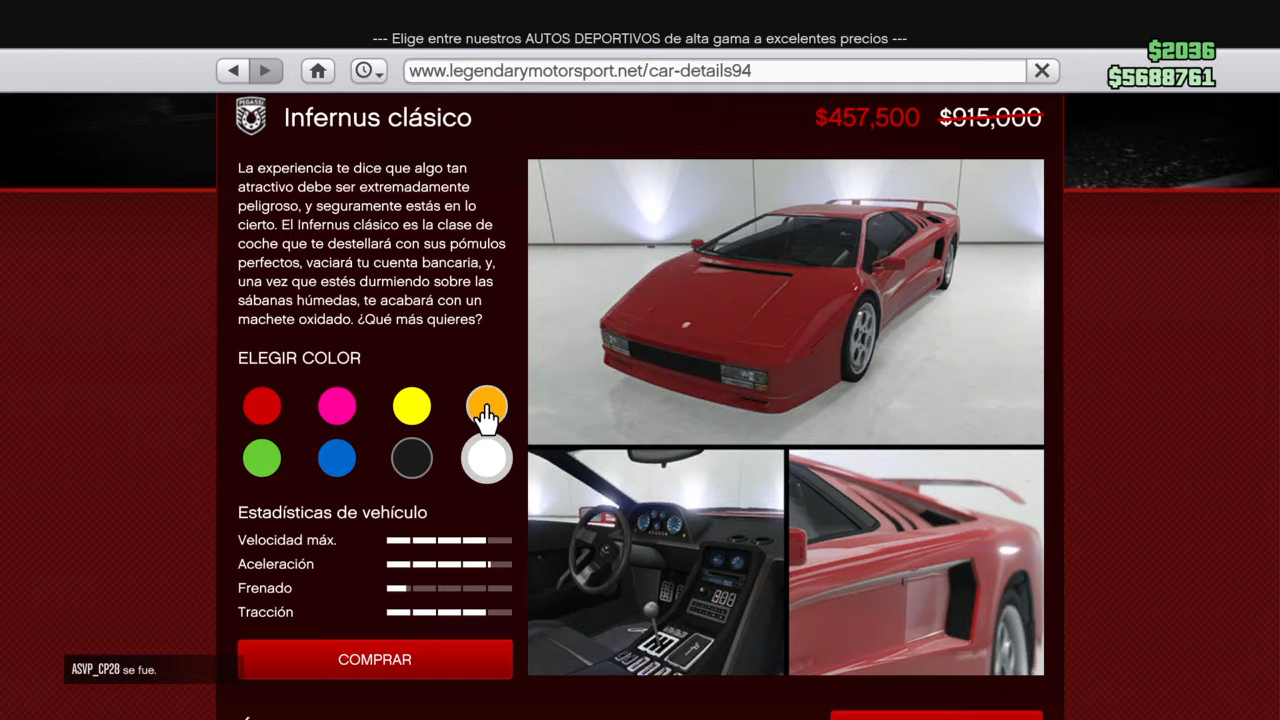 --- Elige entre nuestros AUTOS DEPORTIVOS de alta gama a excelentes precios ---
$2036
www.legendarymotorsport.net/car-details94
$5688761
PEGASSI
Infernus clásico
$457,500 $915,000
La experiencia te dice que algo tan
atractivo debe ser extremadamente
peligroso, y seguramente estás en lo
cierto. El Infernus clásico es la clase de
coche que te destellará con sus pómulos
perfectos, vaciará tu cuenta bancaria, y,
una vez que estés durmiendo sobre las
sábanas húmedas, te acabará con un
machete oxidado. ¿Qué más quieres?
ELEGIR COLOR
Estadísticas de vehículo
Velocidad máx.
Aceleración
Frenado
Tracción
COMPRAR
ASVP_CP28 se fue.